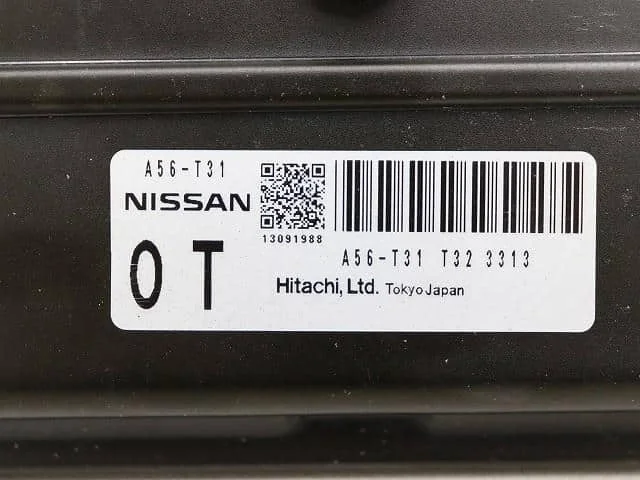 A56-T31
NISSAN
13091988
A56-T31 T32 3313
0 T
Hitachi, Ltd. Tokyo Japan